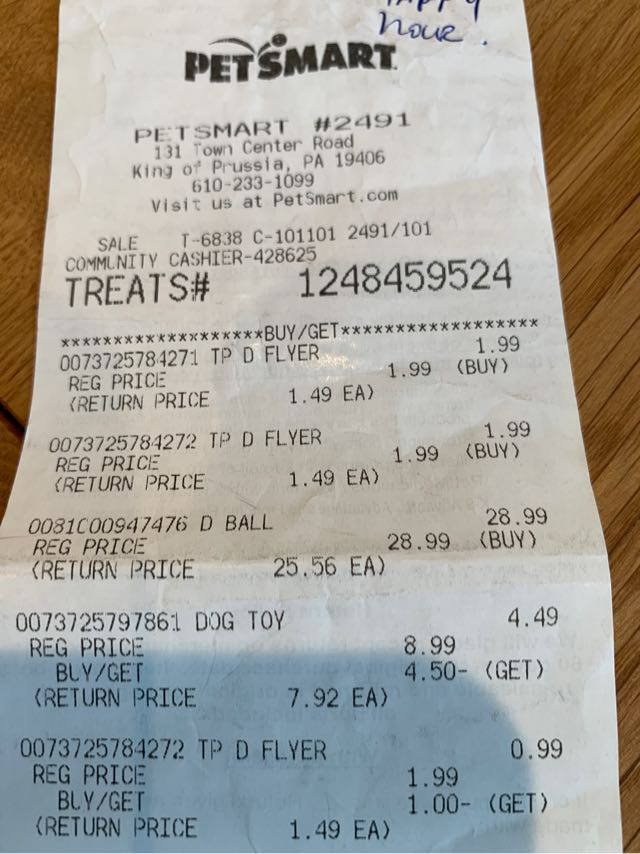 Happy
hour.
PETSMART
PETSMART #2491
131 Town Center Road
King of Prussia, PA 19406
610-233-1099
Visit us at PetSmart.com
SALE T-6838 C-101101 2491/101
COMMUNITY CASHIER-428625
TREATS# 1248459524
*******************BUY/GET*******************
0073725784271 TP D FLYER 1.99
REG PRICE 1.99 (BUY)
(RETURN PRICE 1.49 EA)
0073725784272 TP D FLYER 1.99
REG PRICE 1.99 (BUY)
(RETURN PRICE 1.49 EA)
0081000947476 D BALL 28.99
REG PRICE 28.99 (BUY)
(RETURN PRICE 25.56 EA)
0073725797861 DOG TOY 4.49
REG PRICE 8.99
BUY/GET 4.50- (GET)
(RETURN PRICE 7.92 EA)
0073725784272 TP D FLYER 0.99
REG PRICE 1.99
BUY/GET 1.00- (GET)
(RETURN PRICE 1.49 EA)